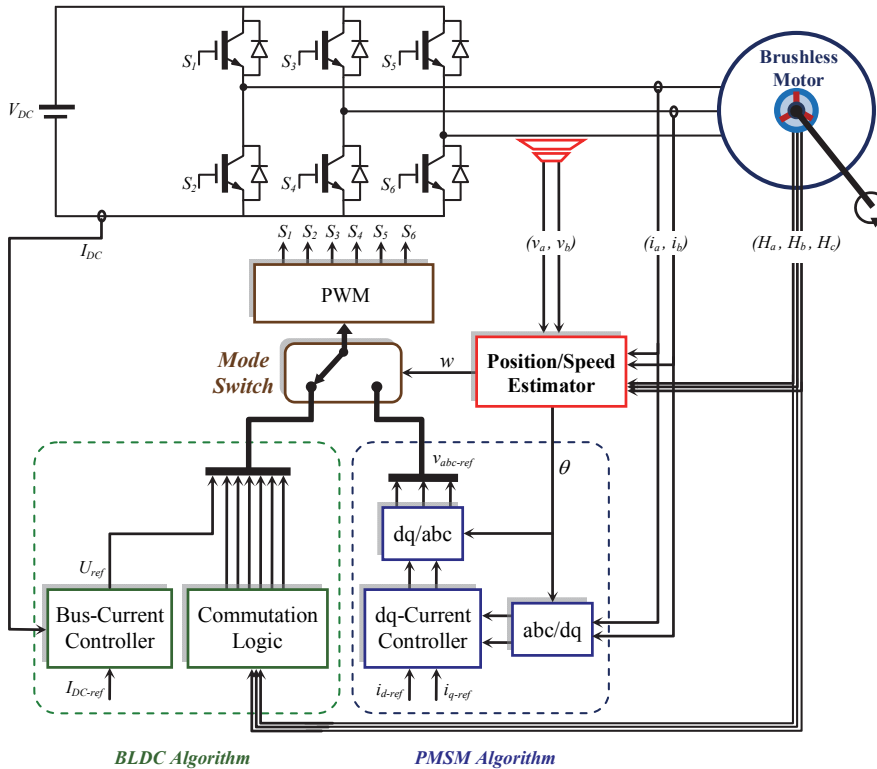 Brushless
Motor
S1
S3
S5
VDC
S2
S4
S6
IDC
S1 S2 S3 S4 S5 S6
(va, vb)
(ia, ib)
(Ha, Hb, Hc)
PWM
Mode
Switch
w
Position/Speed
Estimator
vabc-ref
θ
dq/abc
Uref
Bus-Current
Controller
Commutation
Logic
dq-Current
Controller
abc/dq
IDC-ref
id-ref
iq-ref
BLDC Algorithm
PMSM Algorithm